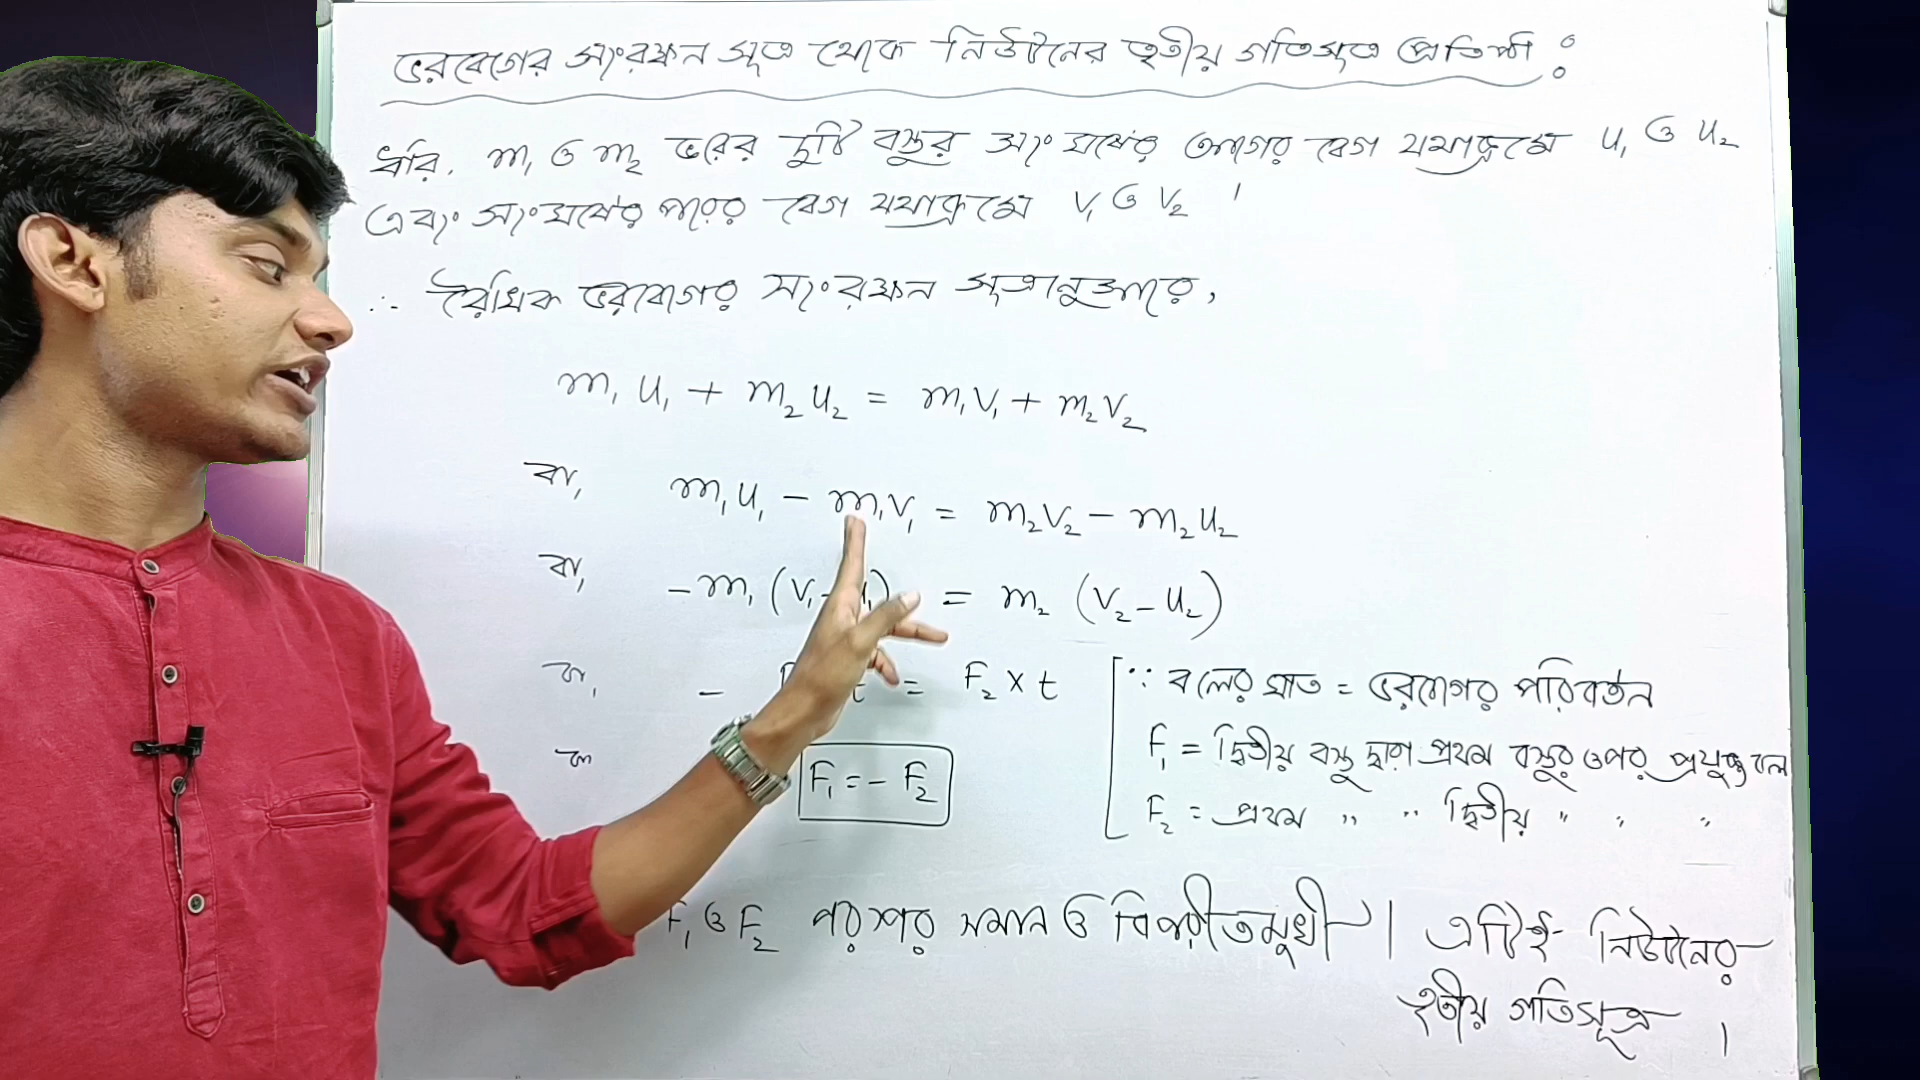 ভরবেগের সংরক্ষন সূত্র থেকে নিউটনের তৃতীয় গতিসূত্র প্রতিষ্ঠা :
ধরি, m₁ ও m₂ ভরের দুটি বস্তুর সংঘর্ষের আগের বেগ যথাক্রমে u₁ ও u₂
এবং সংঘর্ষের পরের বেগ যথাক্রমে v₁ ও v₂ ।
∴ রৈখিক ভরবেগের সংরক্ষন সূত্রানুসারে,
m₁u₁ + m₂u₂ = m₁v₁ + m₂v₂
বা, m₁u₁ − m₁v₁ = m₂v₂ − m₂u₂
বা, −m₁ (v₁ − u₁) = m₂ (v₂ − u₂)
বা, − t = F₂ × t [∵ বলের ঘাত = ভরবেগের পরিবর্তন
F₁ = দ্বিতীয় বস্তু দ্বারা প্রথম বস্তুর ওপর প্রযুক্ত বল
বা F₁ = − F₂
F₂ = প্রথম " " দ্বিতীয় " " "
F₁ ও F₂ পরস্পর সমান ও বিপরীতমুখী । এটিই নিউটনের
তৃতীয় গতিসূত্র ।